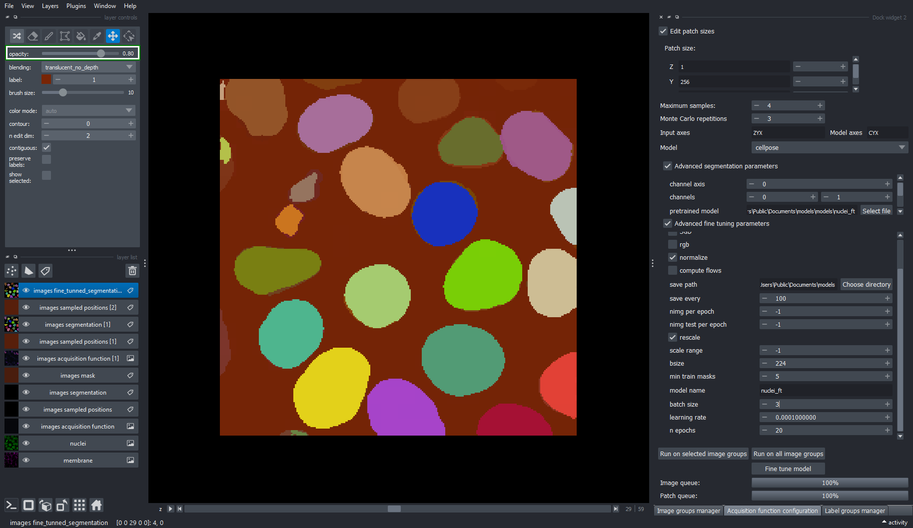 File View Layers Plugins Window Help
layer controls
Dock widget 2
opacity: 0.80
blending: translucent_no_depth
label: 1
brush size: 10
color mode: auto
contour: 0
n edit dim: 2
contiguous:
preserve
labels:
show
selected:
layer list
images fine_tunned_segmentati...
images sampled positions [2]
images segmentation [1]
images sampled positions [1]
images acquisition function [1]
images mask
images segmentation
images sampled positions
images acquisition function
nuclei
membrane
z 29 59
Edit patch sizes
Patch size:
Z 1
Y 256
Maximum samples: 4
Monte Carlo repetitions 3
Input axes ZYX Model axes CYX
Model cellpose
Advanced segmentation parameters
channel axis 0
channels 0 1
pretrained model 's\Public\Documents\models\models\nudei_ft Select file
Advanced fine tuning parameters
rgb
normalize
compute flows
save path Jsers\Public\Documents\models Choose directory
save every 100
nimg per epoch -1
nimg test per epoch -1
rescale
scale range -1
bsize 224
min train masks 5
model name nudei_ft
batch size 3
learning rate 0.0001000000
n epochs 20
Run on selected image groups Run on all image groups
Fine tune model
Image queue: 100%
Patch queue: 100%
Image groups manager Acquisition function configuration Label groups manager
images fine_tunned_segmentation [0 0 29 0 0]: 4, 0
activity